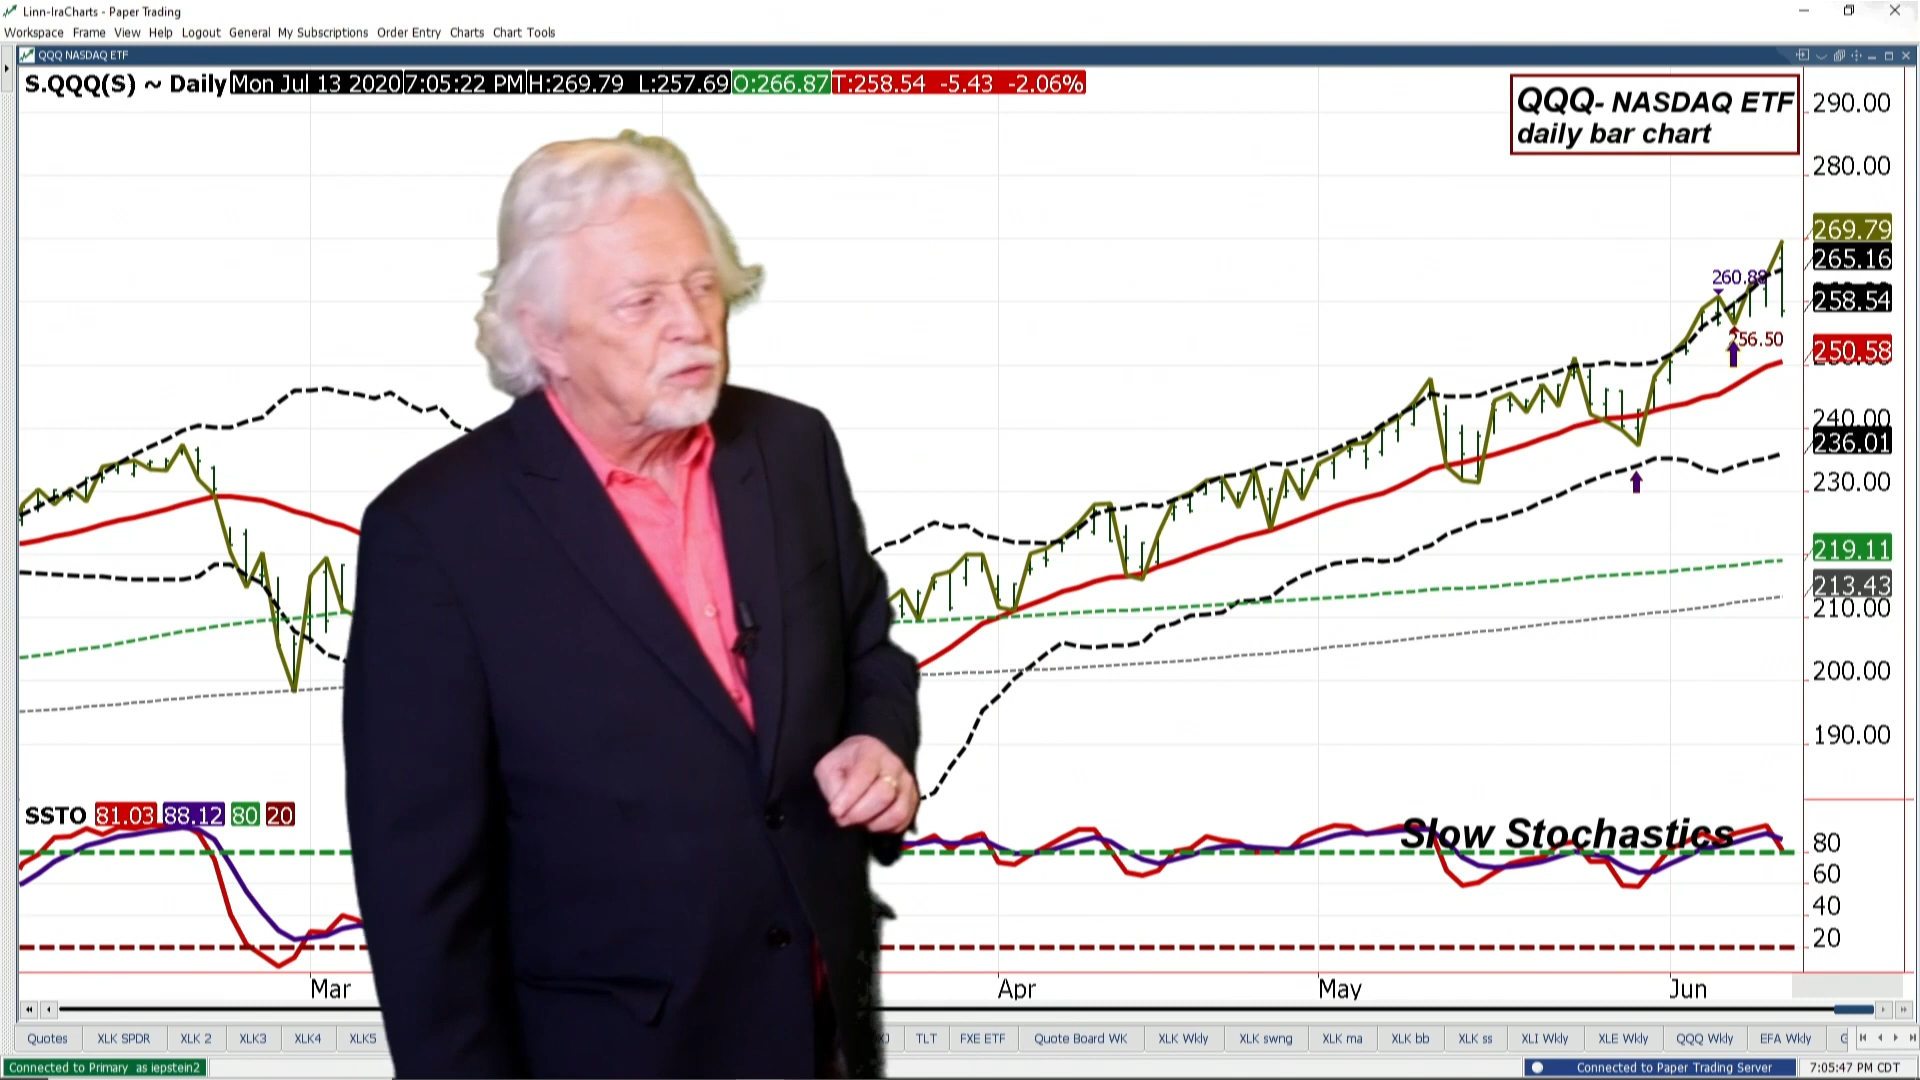 Linn-IraCharts - Paper Trading
Workspace Frame View Help Logout General My Subscriptions Order Entry Charts Chart Tools
QQQ NASDAQ ETF
S.QQQ(S) ~ Daily Mon Jul 13 2020 7:05:22 PM H:269.79 L:257.69 O:266.87 T:258.54 -5.43 -2.06%
QQQ- NASDAQ ETF
daily bar chart
290.00
280.00
269.79
265.16
260.88
258.54
256.50
250.58
240.00
236.01
230.00
219.11
213.43
210.00
200.00
190.00
SSTO 81.03 88.12 80 20
Slow Stochastics
80
60
40
20
Mar Apr May Jun
Quotes XLK SPDR XLK 2 XLK3 XLK4 XLK5 TLT FXE ETF Quote Board WK XLK Wkly XLK swng XLK ma XLK bb XLK ss XLI Wkly XLE Wkly QQQ Wkly EFA Wkly
Connected to Primary as iepstein2 Connected to Paper Trading Server 7:05:47 PM CDT